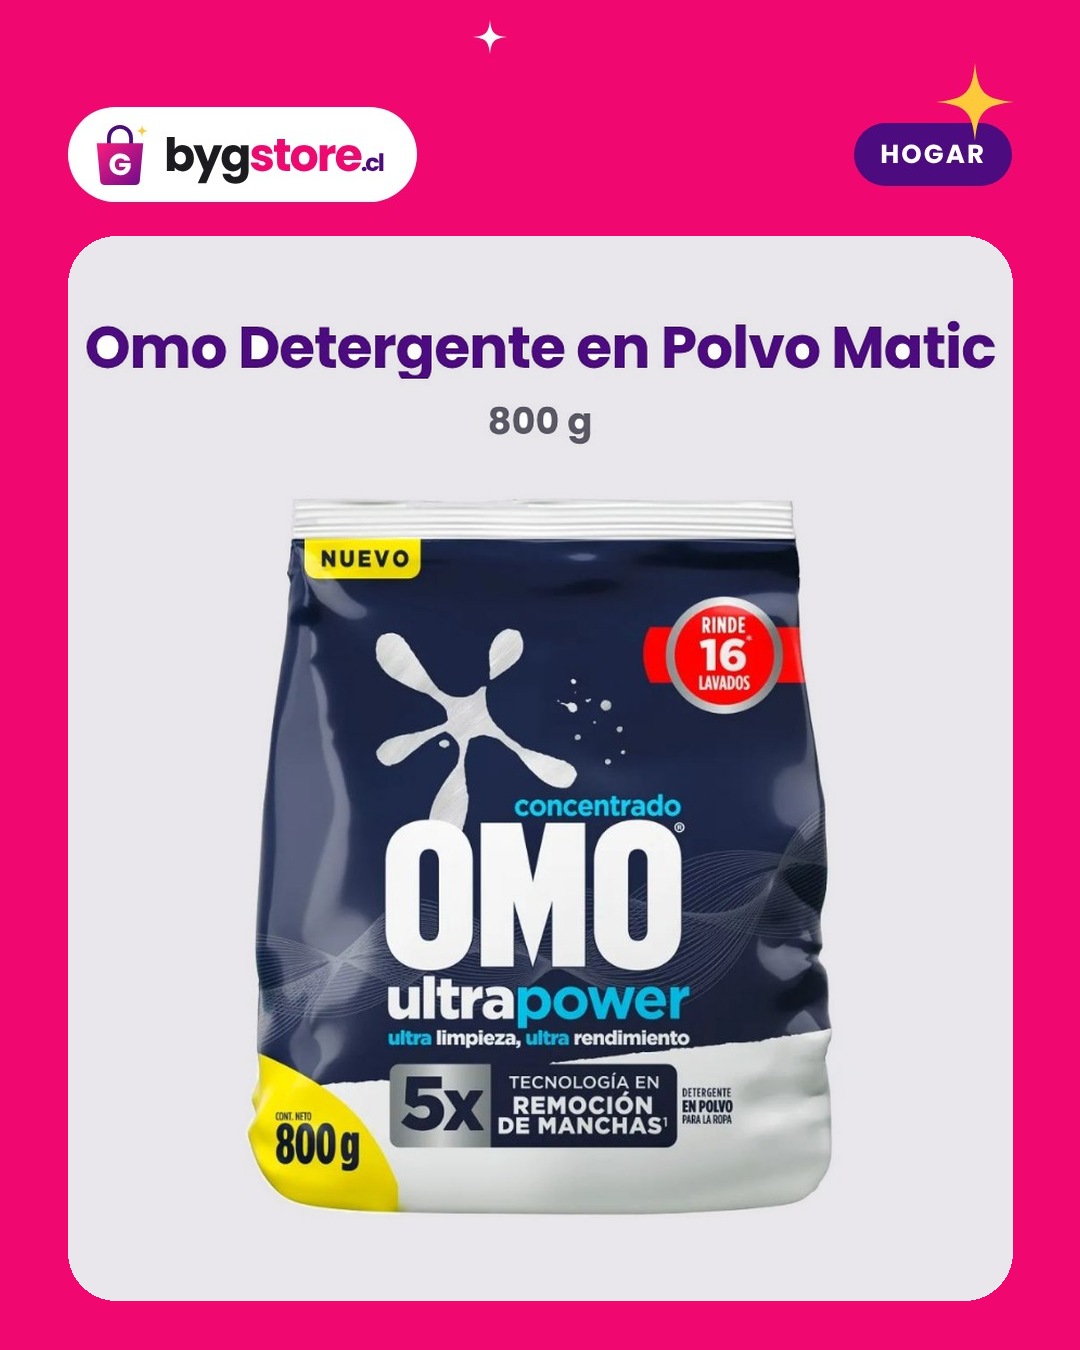 G bygstore.cl
HOGAR
Omo Detergente en Polvo Matic
800 g
NUEVO
RINDE
16*
LAVADOS
concentrado
OMO®
ultrapower
ultra limpieza, ultra rendimiento
5x
TECNOLOGÍA EN
REMOCIÓN
DE MANCHAS¹
DETERGENTE
EN POLVO
PARA LA ROPA
CONT. NETO
800g